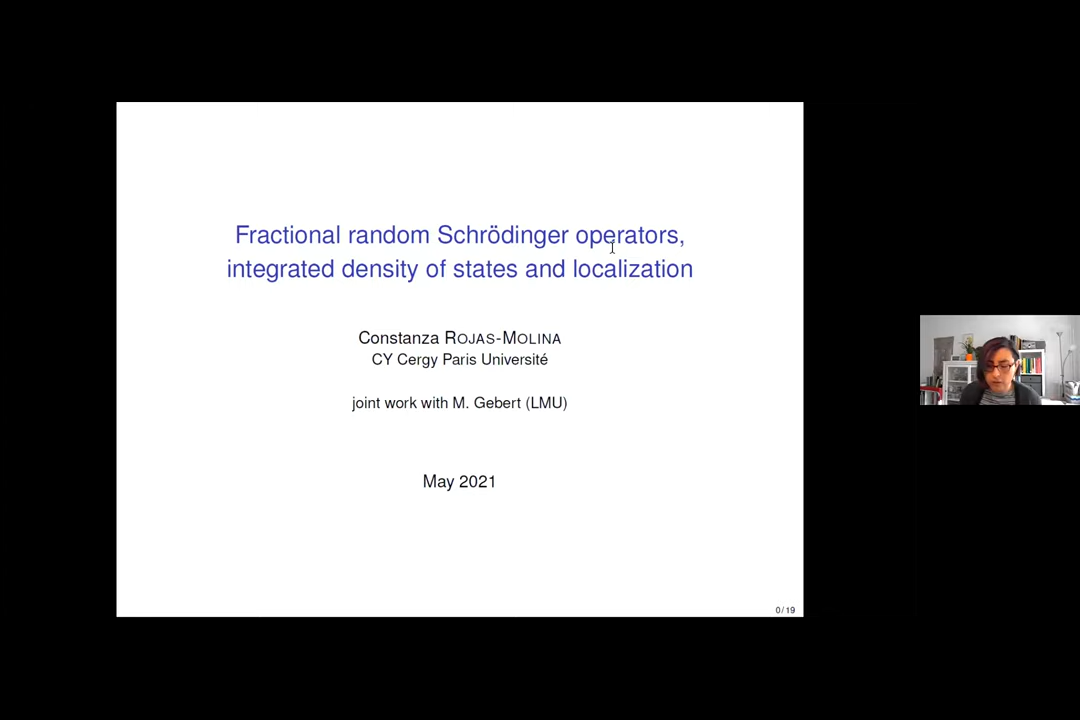 Fractional random Schrödinger operators,
integrated density of states and localization
Constanza ROJAS-MOLINA
CY Cergy Paris Université
joint work with M. Gebert (LMU)
May 2021
0/19